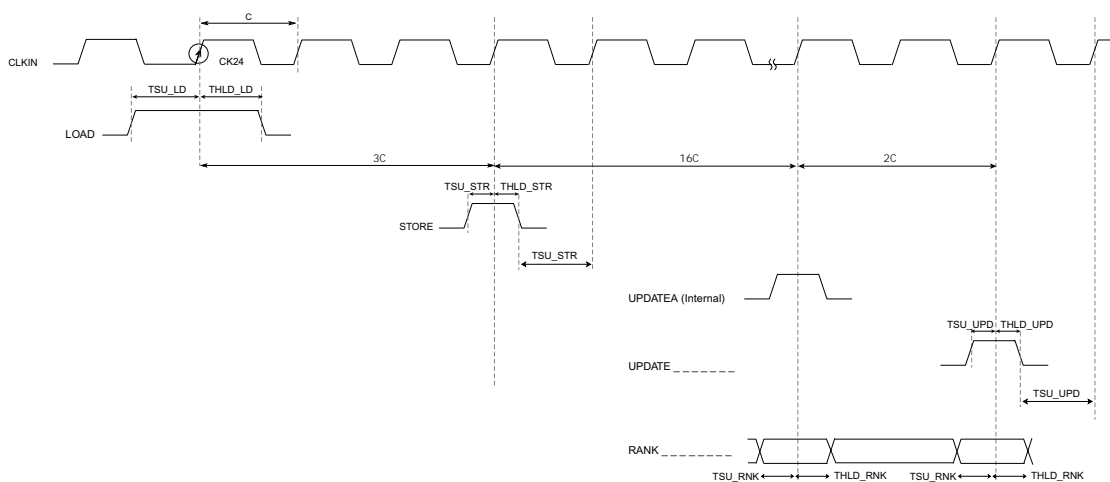 C
CLKIN
CK24
TSU_LD THLD_LD
LOAD
3C 16C 2C
TSU_STR THLD_STR
STORE
TSU_STR
UPDATEA (Internal)
TSU_UPD THLD_UPD
UPDATE _ _ _ _ _ _
TSU_UPD
RANK _ _ _ _ _ _ _
TSU_RNK THLD_RNK TSU_RNK THLD_RNK